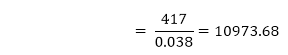 = 417/0.038 = 10973.68